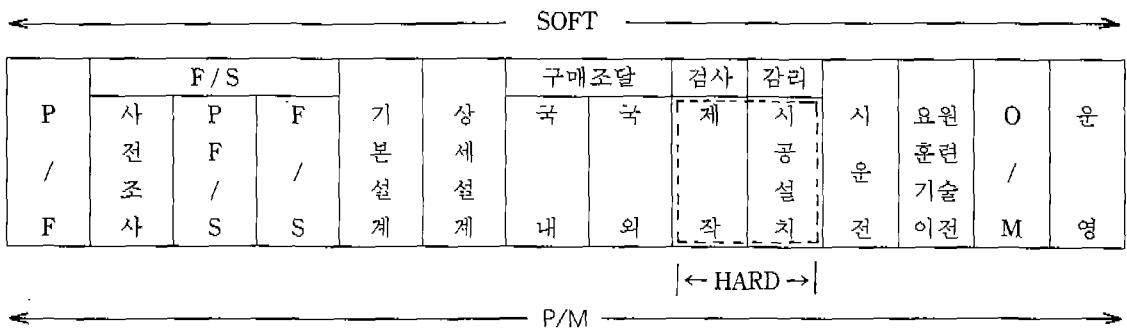 SOFT
F / S 구매조달 검사 감리
P / F
사전조사
P F / S
F / S
기본설계
상세설계
국내
국외
제작
시공설치
시운전
요원훈련기술이전
O / M
운영
← HARD →
P/M